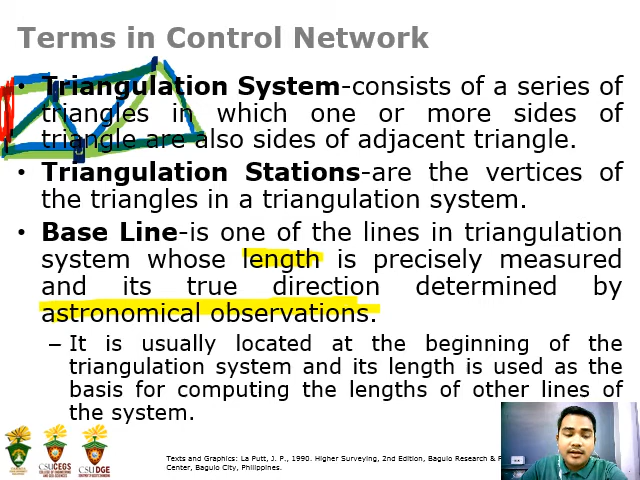 Terms in Control Network
• Triangulation System-consists of a series of
triangles in which one or more sides of
triangle are also sides of adjacent triangle.
• Triangulation Stations-are the vertices of
the triangles in a triangulation system.
• Base Line-is one of the lines in triangulation
system whose length is precisely measured
and its true direction determined by
astronomical observations.
– It is usually located at the beginning of the
triangulation system and its length is used as the
basis for computing the lengths of other lines of
the system.
CSUCEGS
CSUDGE
Texts and Graphics: La Putt, J. P., 1990. Higher Surveying, 2nd Edition, Baguio Research &
Center, Baguio City, Philippines.